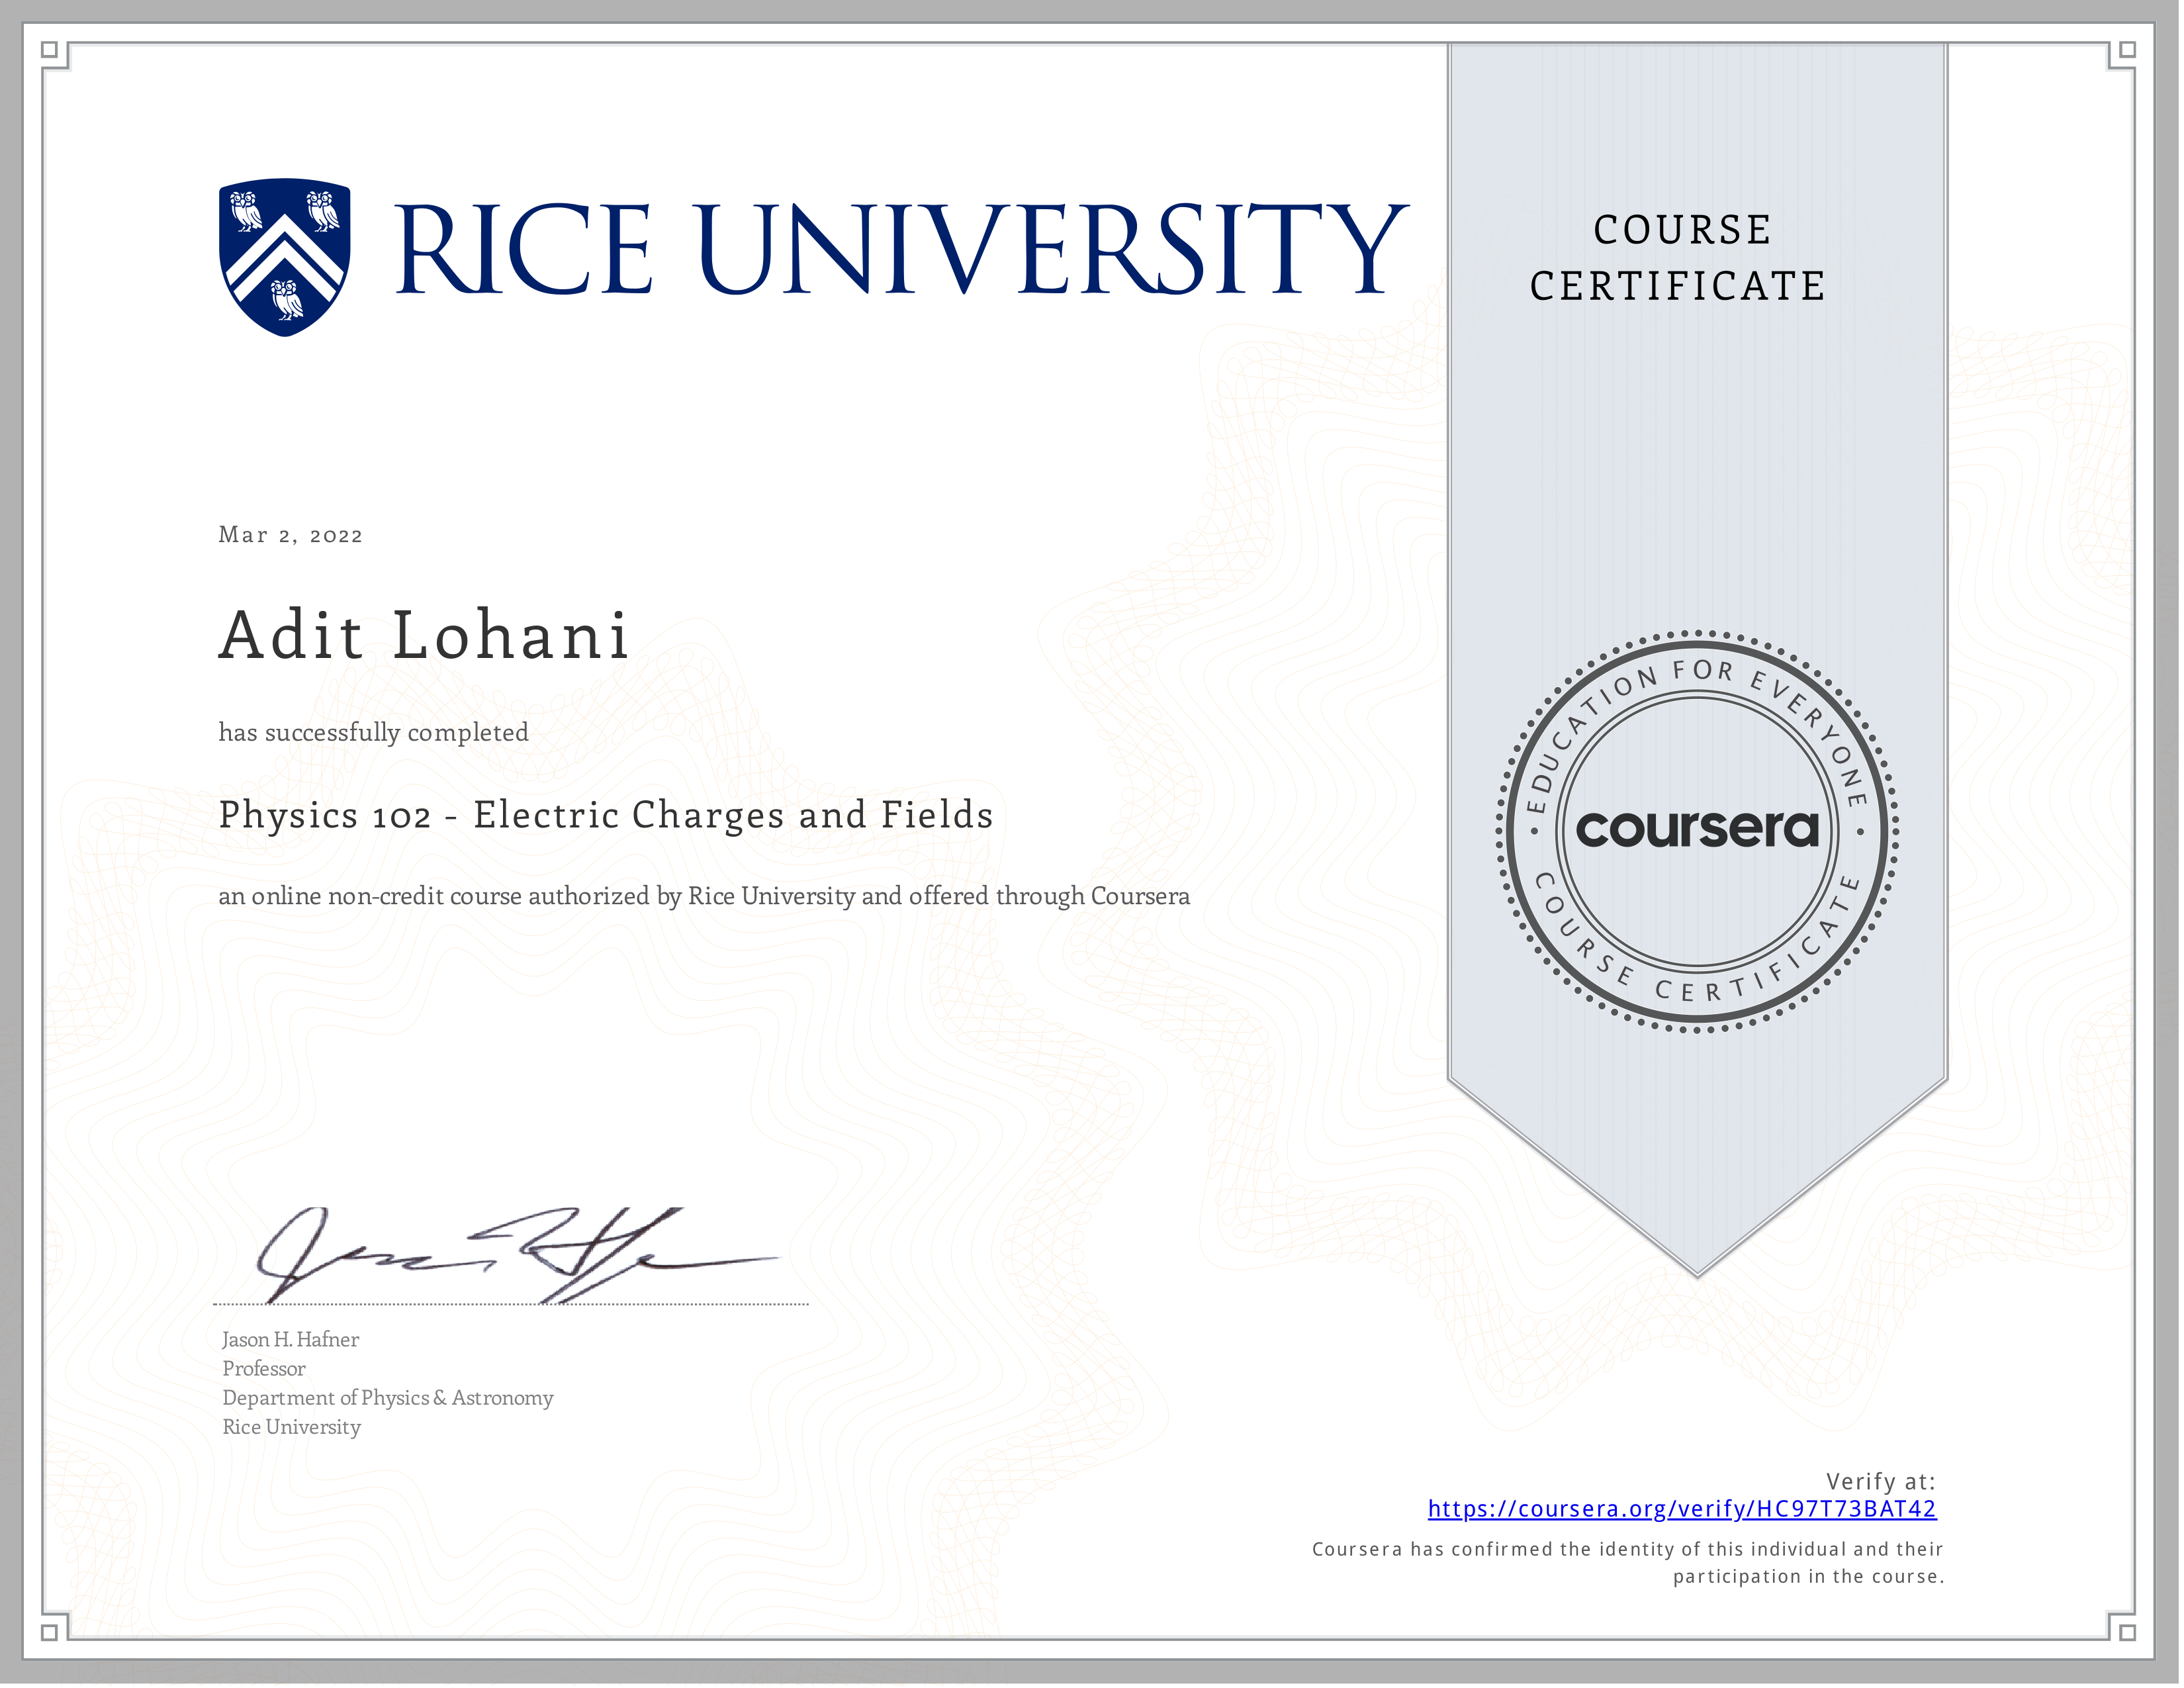 RICE UNIVERSITY
COURSE
CERTIFICATE
Mar 2, 2022
Adit Lohani
has successfully completed
Physics 102 - Electric Charges and Fields
an online non-credit course authorized by Rice University and offered through Coursera
EDUCATION FOR EVERYONE
coursera
COURSE CERTIFICATE
Jason H. Hafner
Professor
Department of Physics & Astronomy
Rice University
Verify at:
https://coursera.org/verify/HC97T73BAT42
Coursera has confirmed the identity of this individual and their
participation in the course.